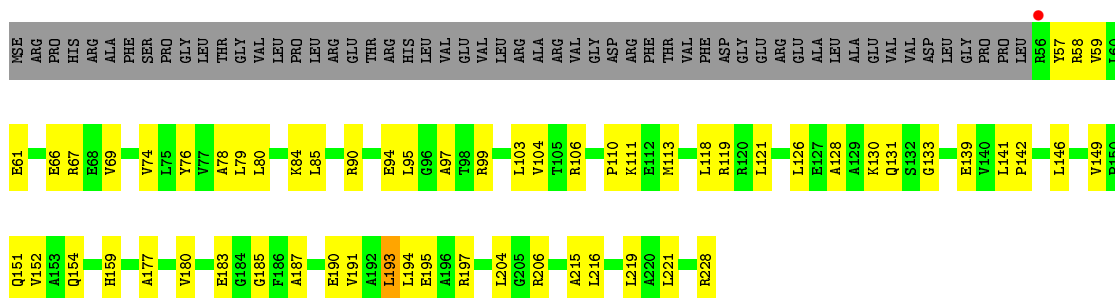 MSE ARG PRO HIS ARG ALA PHE SER PRO GLY LEU THR GLY VAL LEU PRO LEU ARG GLU THR ARG HIS LEU VAL GLU VAL LEU ARG ALA ARG VAL GLY ASP ARG PHE THR VAL PHE ASP GLY GLU ARG GLU ALA LEU ALA GLU VAL VAL ASP LEU GLY PRO PRO LEU R56 Y57 R58 V59 L60
E61 E66 R67 E68 V69 V74 L75 Y76 V77 A78 L79 L80 K84 L85 R90 E94 L95 G96 A97 T98 R99 L103 V104 T105 R106 P110 K111 E112 M113 L118 R119 R120 L121 L126 E127 A128 A129 K130 Q131 S132 G133 E139 V140 L141 P142 L146 V149 P150
Q151 V152 A153 Q154 H159 A177 V180 E183 G184 G185 F186 A187 E190 V191 A192 L193 L194 E195 A196 R197 L204 G205 R206 A215 L216 L219 A220 L221 R228